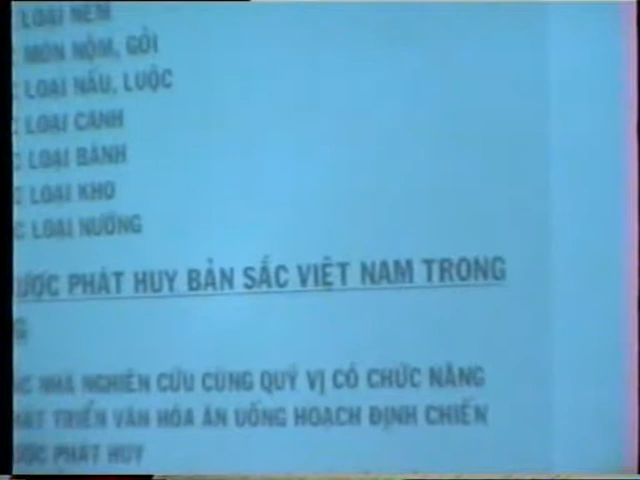 LOẠI NEM
MÓN NỘM, GỎI
LOẠI NẤU, LUỘC
LOẠI CANH
LOẠI BÁNH
LOẠI KHO
LOẠI NƯỚNG
ƯỢC PHÁT HUY BẢN SẮC VIỆT NAM TRONG
G
NHÀ NGHIÊN CỨU CÙNG QUÝ VỊ CÓ CHỨC NĂNG
TRIỂN VĂN HÓA ĂN UỐNG HOẠCH ĐỊNH CHIẾN
ƯỢC PHÁT HUY